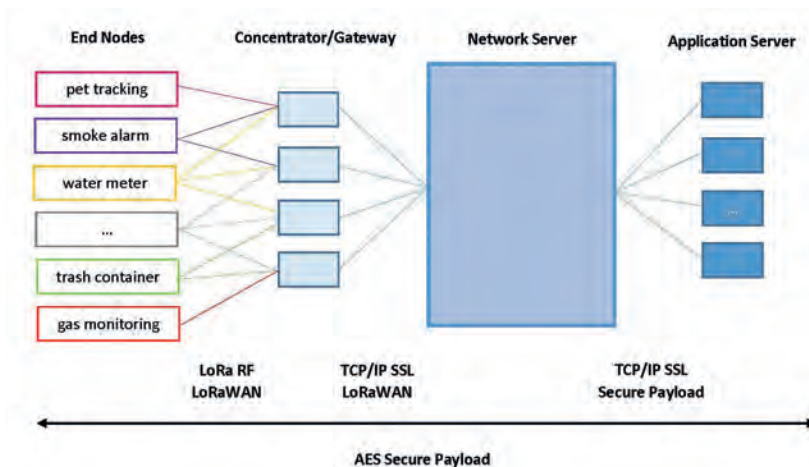 End Nodes
Concentrator/Gateway
Network Server
Application Server
pet tracking
smoke alarm
water meter
...
trash container
gas monitoring
...
LoRa RF
LoRaWAN
TCP/IP SSL
LoRaWAN
TCP/IP SSL
Secure Payload
AES Secure Payload